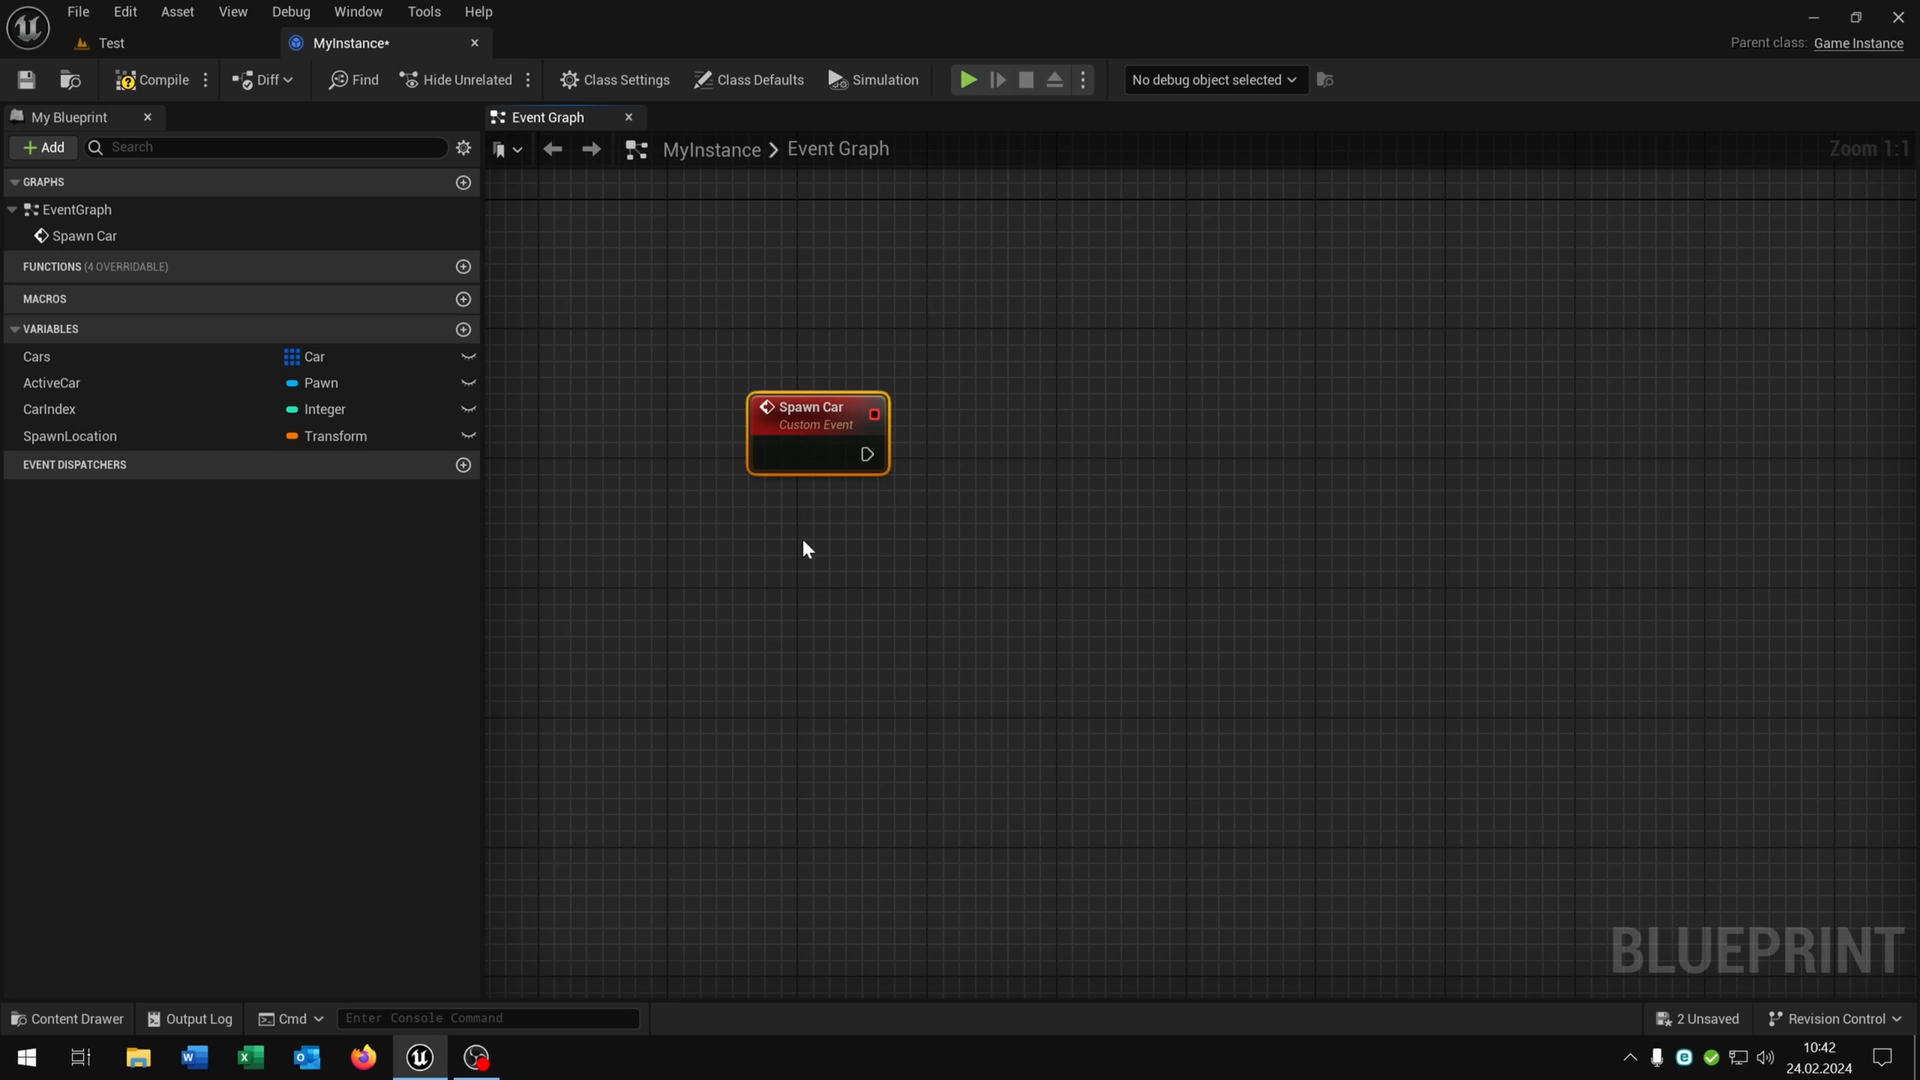 File Edit Asset View Debug Window Tools Help
Test
MyInstance*
Parent class: Game Instance
Compile
Diff
Find
Hide Unrelated
Class Settings
Class Defaults
Simulation
No debug object selected
My Blueprint
Event Graph
+ Add
Search
MyInstance > Event Graph
Zoom 1:1
GRAPHS
EventGraph
Spawn Car
FUNCTIONS (4 OVERRIDABLE)
MACROS
VARIABLES
Cars Car
ActiveCar Pawn
CarIndex Integer
SpawnLocation Transform
EVENT DISPATCHERS
Spawn Car
Custom Event
BLUEPRINT
Content Drawer
Output Log
Cmd
Enter Console Command
2 Unsaved
Revision Control
10:42
24.02.2024